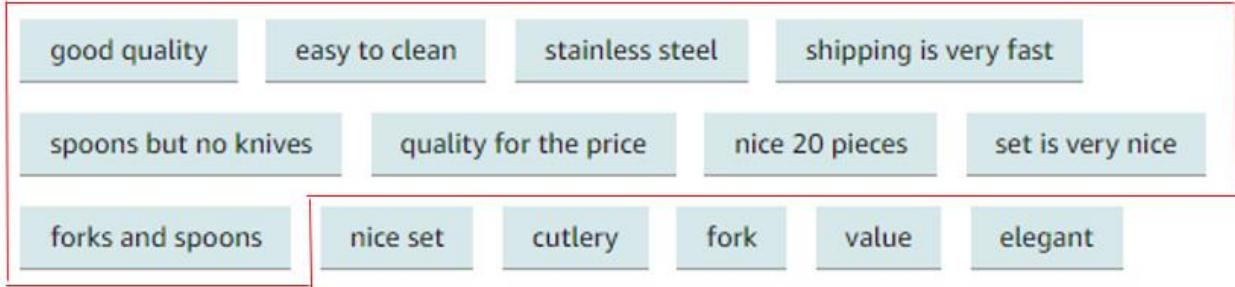 good quality easy to clean stainless steel shipping is very fast
spoons but no knives quality for the price nice 20 pieces set is very nice
forks and spoons nice set cutlery fork value elegant